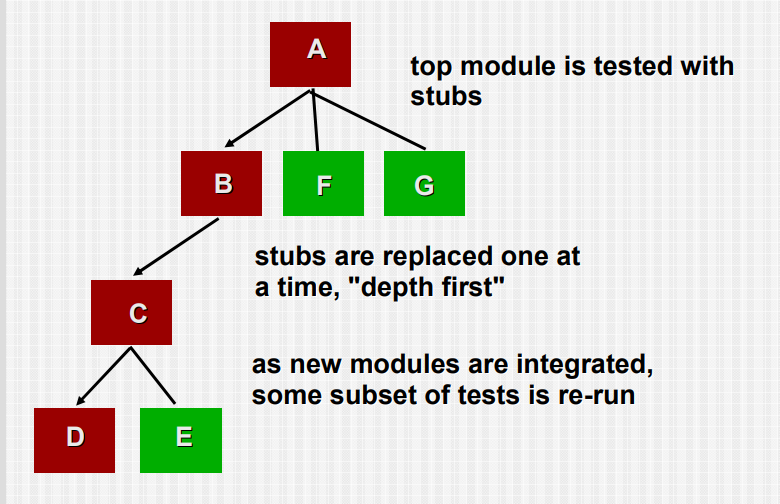 A
top module is tested with
stubs
B
F
G
stubs are replaced one at
a time, "depth first"
C
as new modules are integrated,
some subset of tests is re-run
D
E